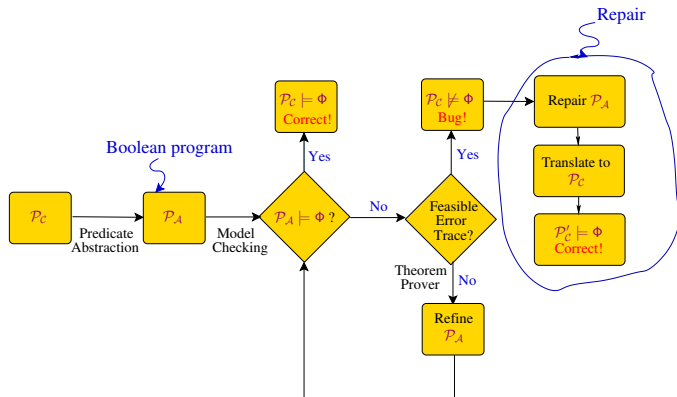 Repair
𝒫_C ⊨ Φ
Correct!
𝒫_C ⊭ Φ
Bug!
Repair 𝒫_A
Boolean program
Yes
Yes
Translate to
𝒫_C
𝒫_C
𝒫_A
𝒫_A ⊨ Φ ?
No
Feasible
Error
Trace?
𝒫′_C ⊨ Φ
Correct!
Predicate
Abstraction
Model
Checking
Theorem
Prover
No
Refine
𝒫_A